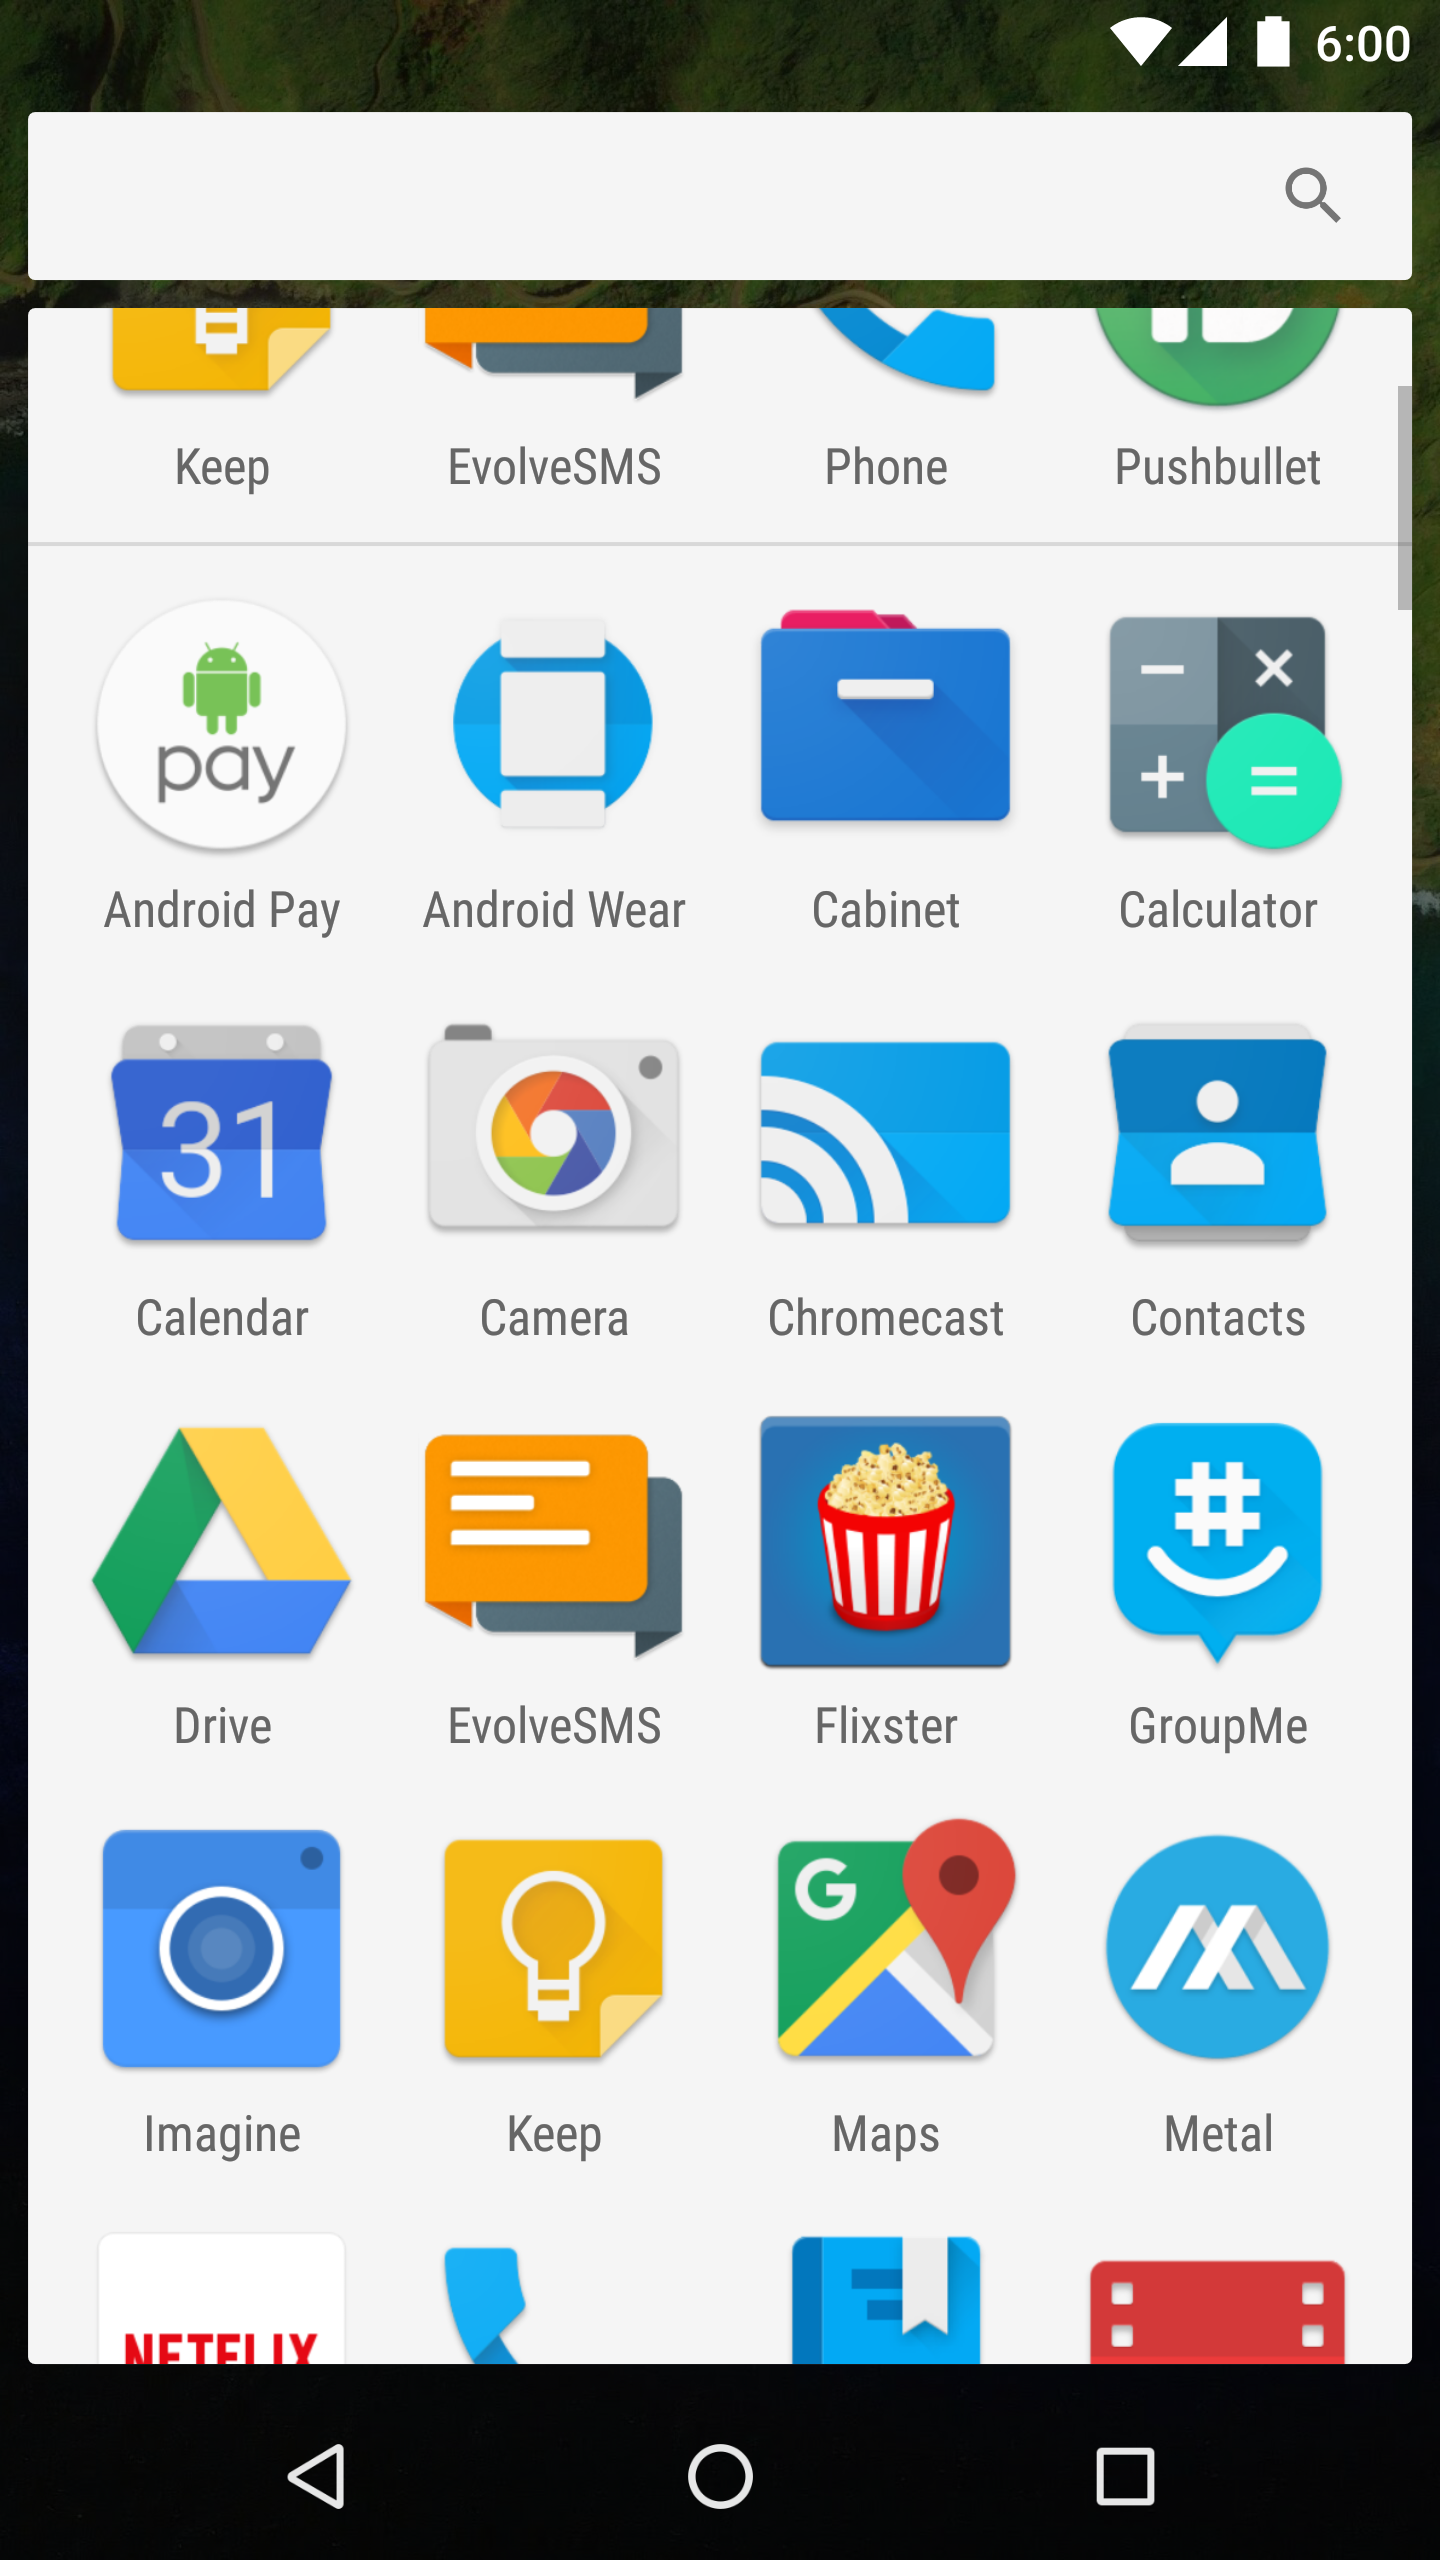 6:00
Keep EvolveSMS Phone Pushbullet
pay
Android Pay Android Wear Cabinet Calculator
31
Calendar Camera Chromecast Contacts
Drive EvolveSMS Flixster GroupMe
G
Imagine Keep Maps Metal
NETFLIX